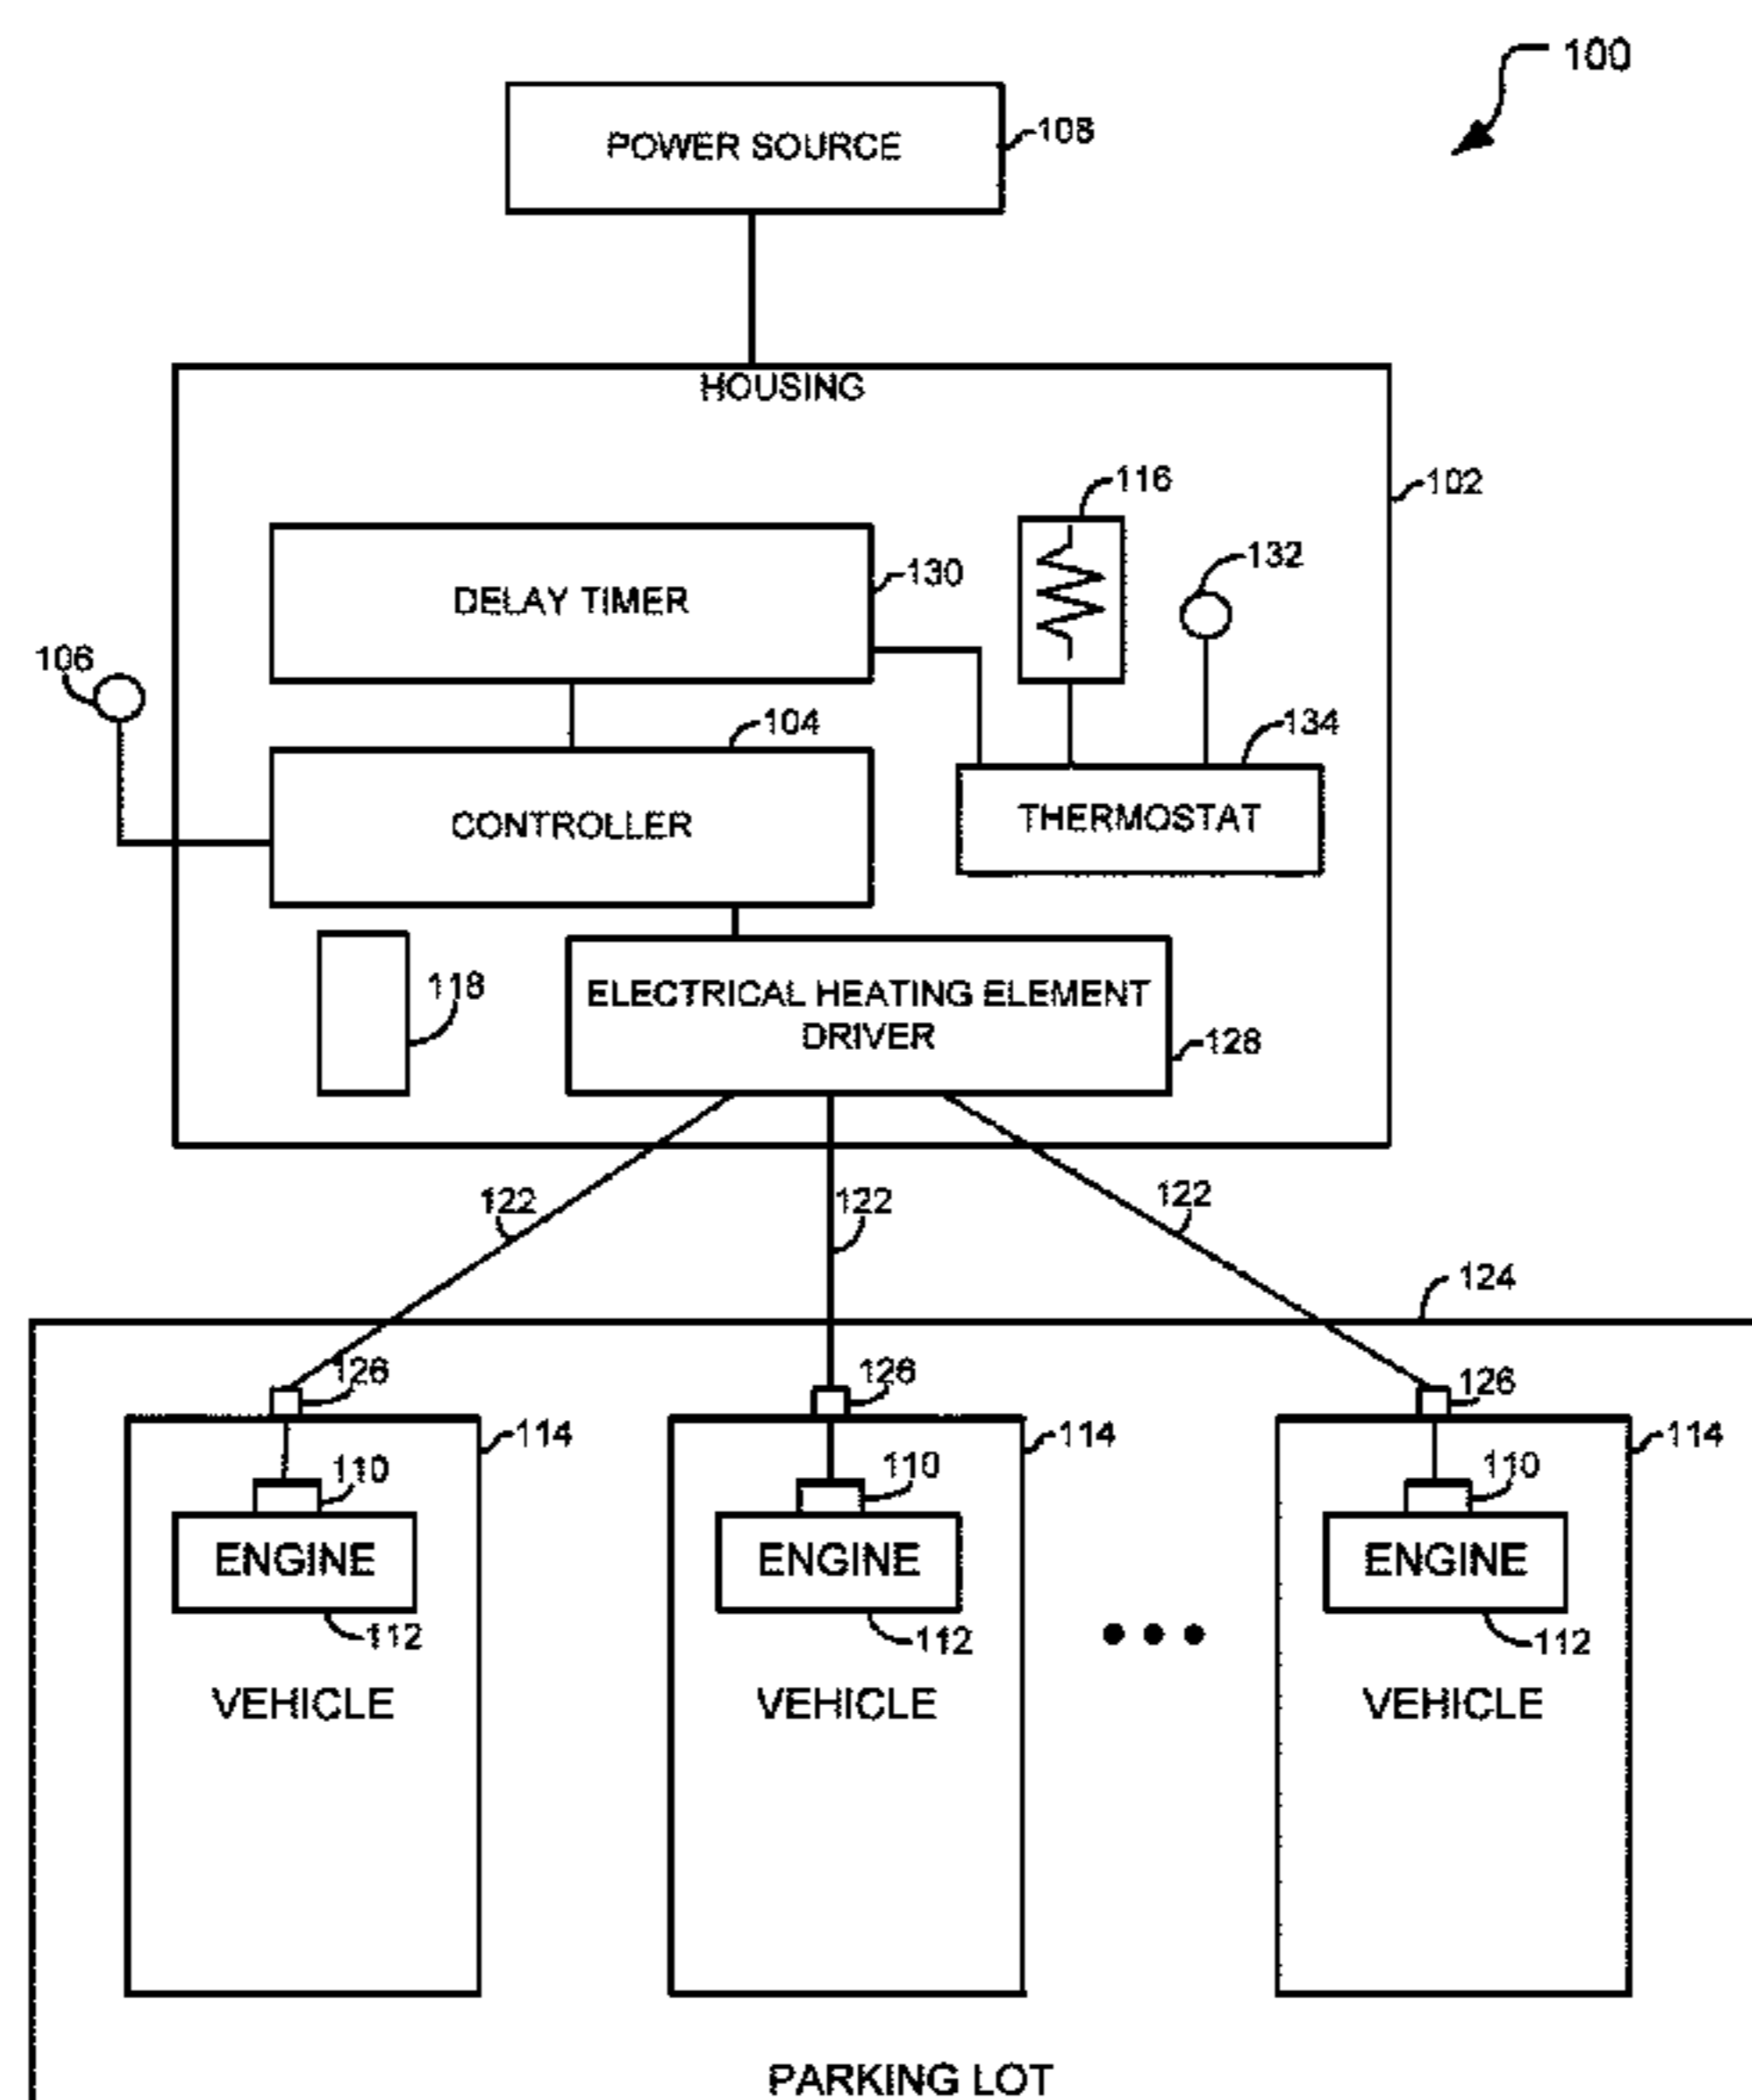 100
POWER SOURCE
108
HOUSING
116
102
132
DELAY TIMER
130
106
104
134
CONTROLLER
THERMOSTAT
118
ELECTRICAL HEATING ELEMENT
DRIVER
128
122
122
122
124
126
126
126
114
114
114
110
110
110
ENGINE
ENGINE
ENGINE
112
112
112
VEHICLE
VEHICLE
VEHICLE
PARKING LOT